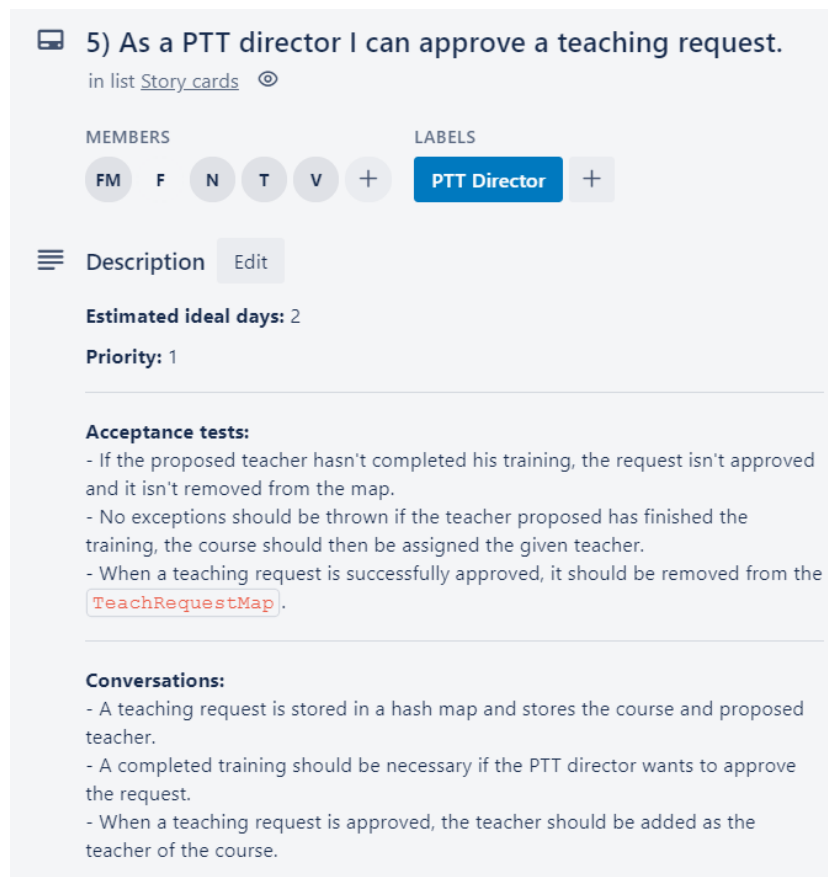 5) As a PTT director I can approve a teaching request.
in list Story cards
MEMBERS
LABELS
FM F N T V +
PTT Director +
Description Edit
Estimated ideal days: 2
Priority: 1
Acceptance tests:
- If the proposed teacher hasn't completed his training, the request isn't approved
and it isn't removed from the map.
- No exceptions should be thrown if the teacher proposed has finished the
training, the course should then be assigned the given teacher.
- When a teaching request is successfully approved, it should be removed from the
TeachRequestMap.
Conversations:
- A teaching request is stored in a hash map and stores the course and proposed
teacher.
- A completed training should be necessary if the PTT director wants to approve
the request.
- When a teaching request is approved, the teacher should be added as the
teacher of the course.